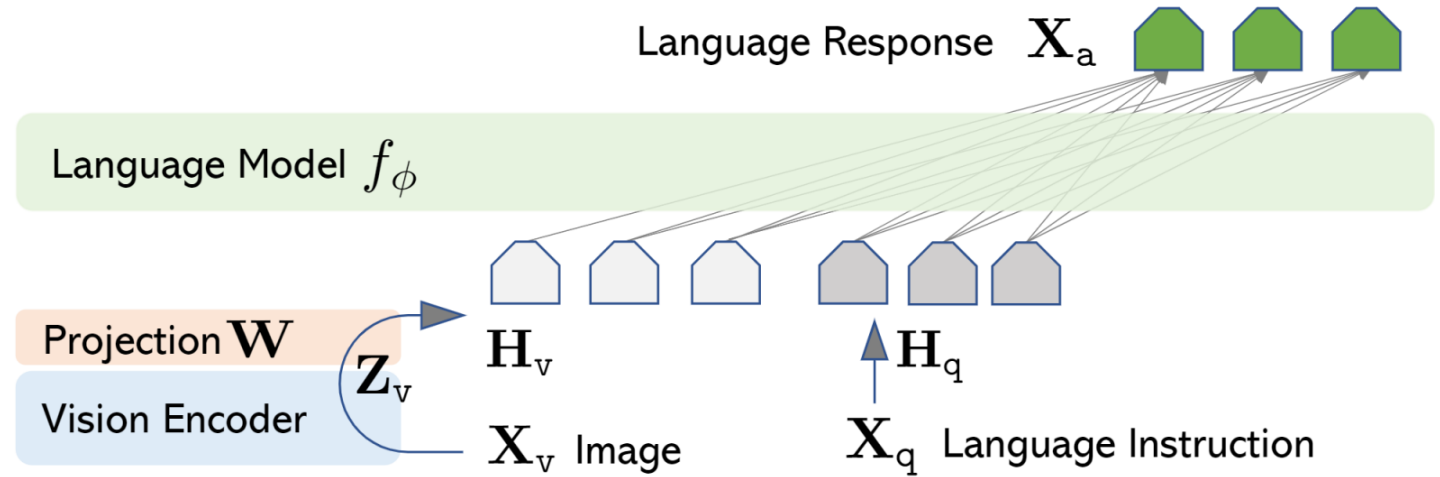 Language Response X_a
Language Model f_ϕ
Projection W
Z_v
H_v
H_q
Vision Encoder
X_v Image
X_q Language Instruction